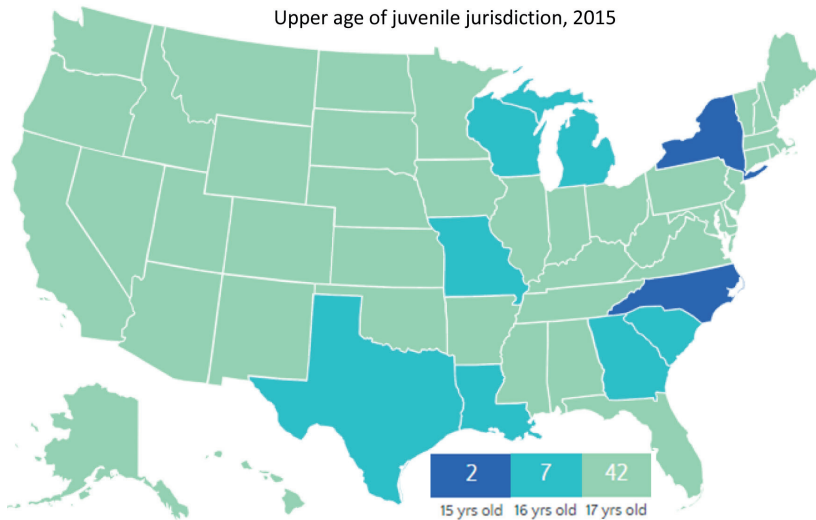 Upper age of juvenile jurisdiction, 2015
2 7 42
15 yrs old 16 yrs old 17 yrs old